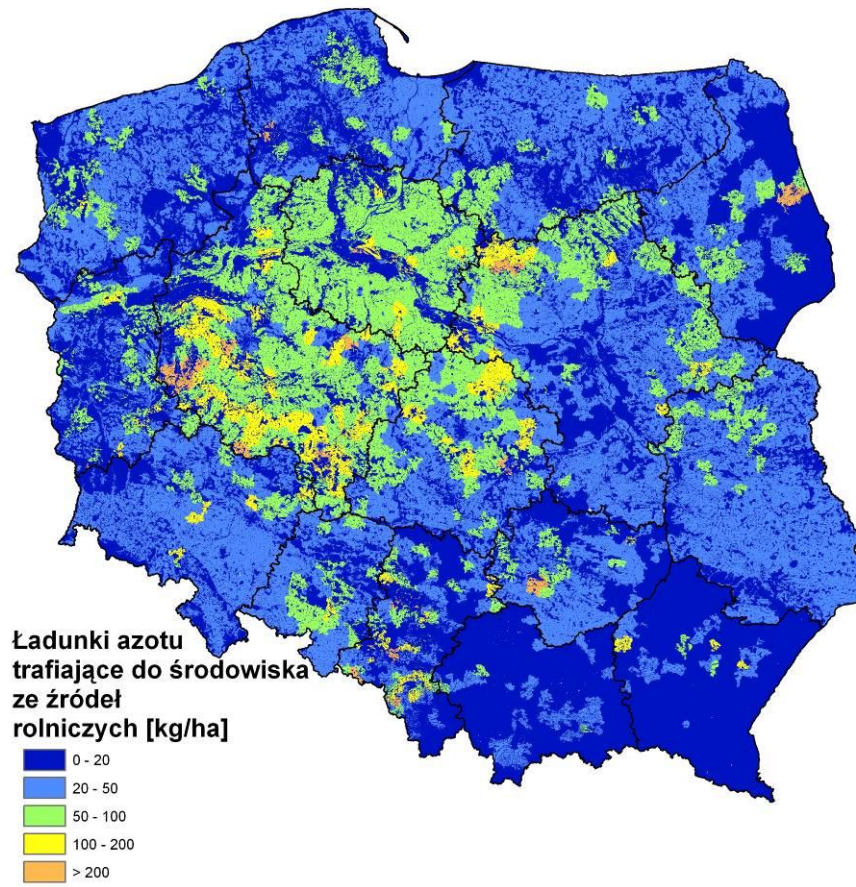 Ładunki azotu
trafiające do środowiska
ze źródeł
rolniczych [kg/ha]
0 - 20
20 - 50
50 - 100
100 - 200
> 200